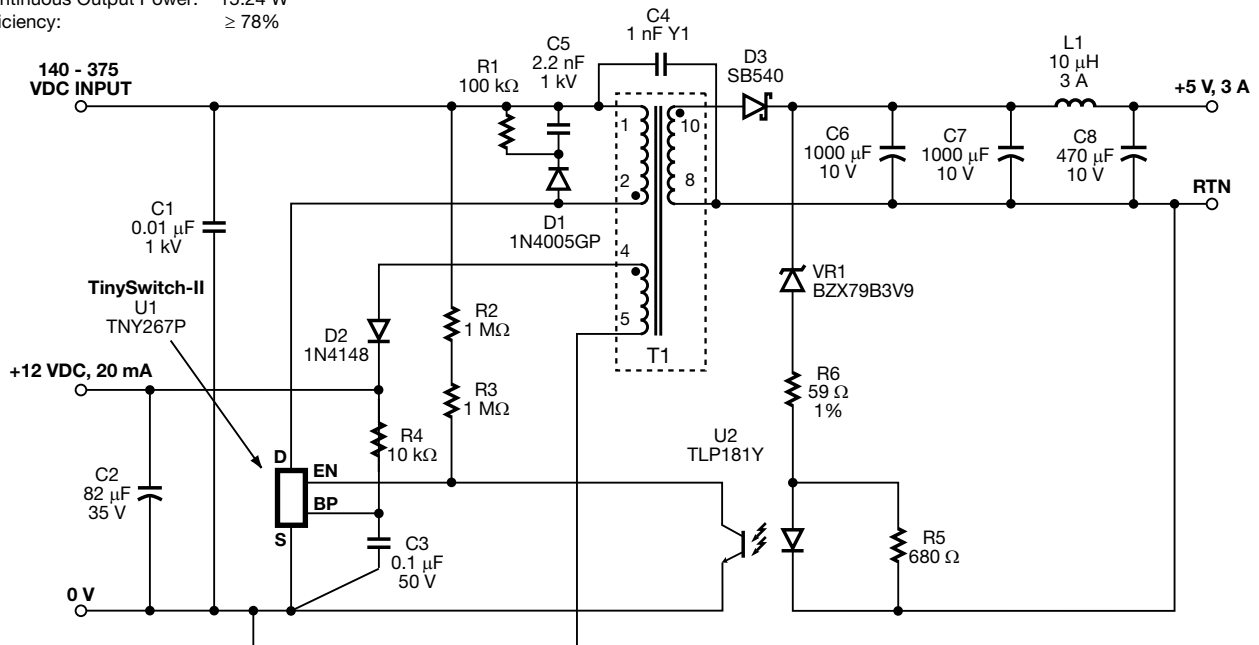 ntinuous Output Power: 15.24 W
iciency: ≥ 78%
140 - 375
VDC INPUT
C4
1 nF Y1
C5
2.2 nF
1 kV
R1
100 kΩ
D3
SB540
L1
10 µH
3 A
+5 V, 3 A
1
10
2
8
C6
1000 µF
10 V
C7
1000 µF
10 V
C8
470 µF
10 V
RTN
C1
0.01 µF
1 kV
D1
1N4005GP
4
5
T1
VR1
BZX79B3V9
TinySwitch-II
U1
TNY267P
D2
1N4148
R2
1 MΩ
+12 VDC, 20 mA
R3
1 MΩ
R6
59 Ω
1%
R4
10 kΩ
U2
TLP181Y
D
EN
BP
S
C2
82 µF
35 V
C3
0.1 µF
50 V
R5
680 Ω
0 V